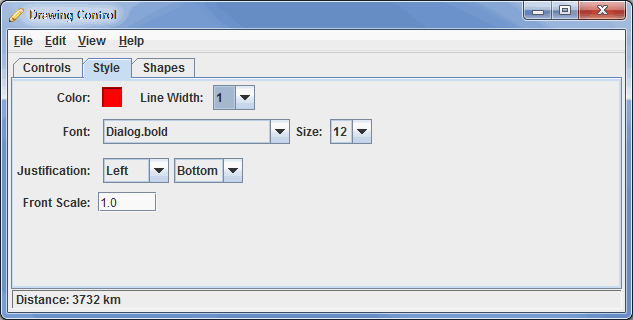 Drawing Control
File Edit View Help
Controls Style Shapes
Color: Line Width: 1
Font: Dialog.bold Size: 12
Justification: Left Bottom
Front Scale: 1.0
Distance: 3732 km